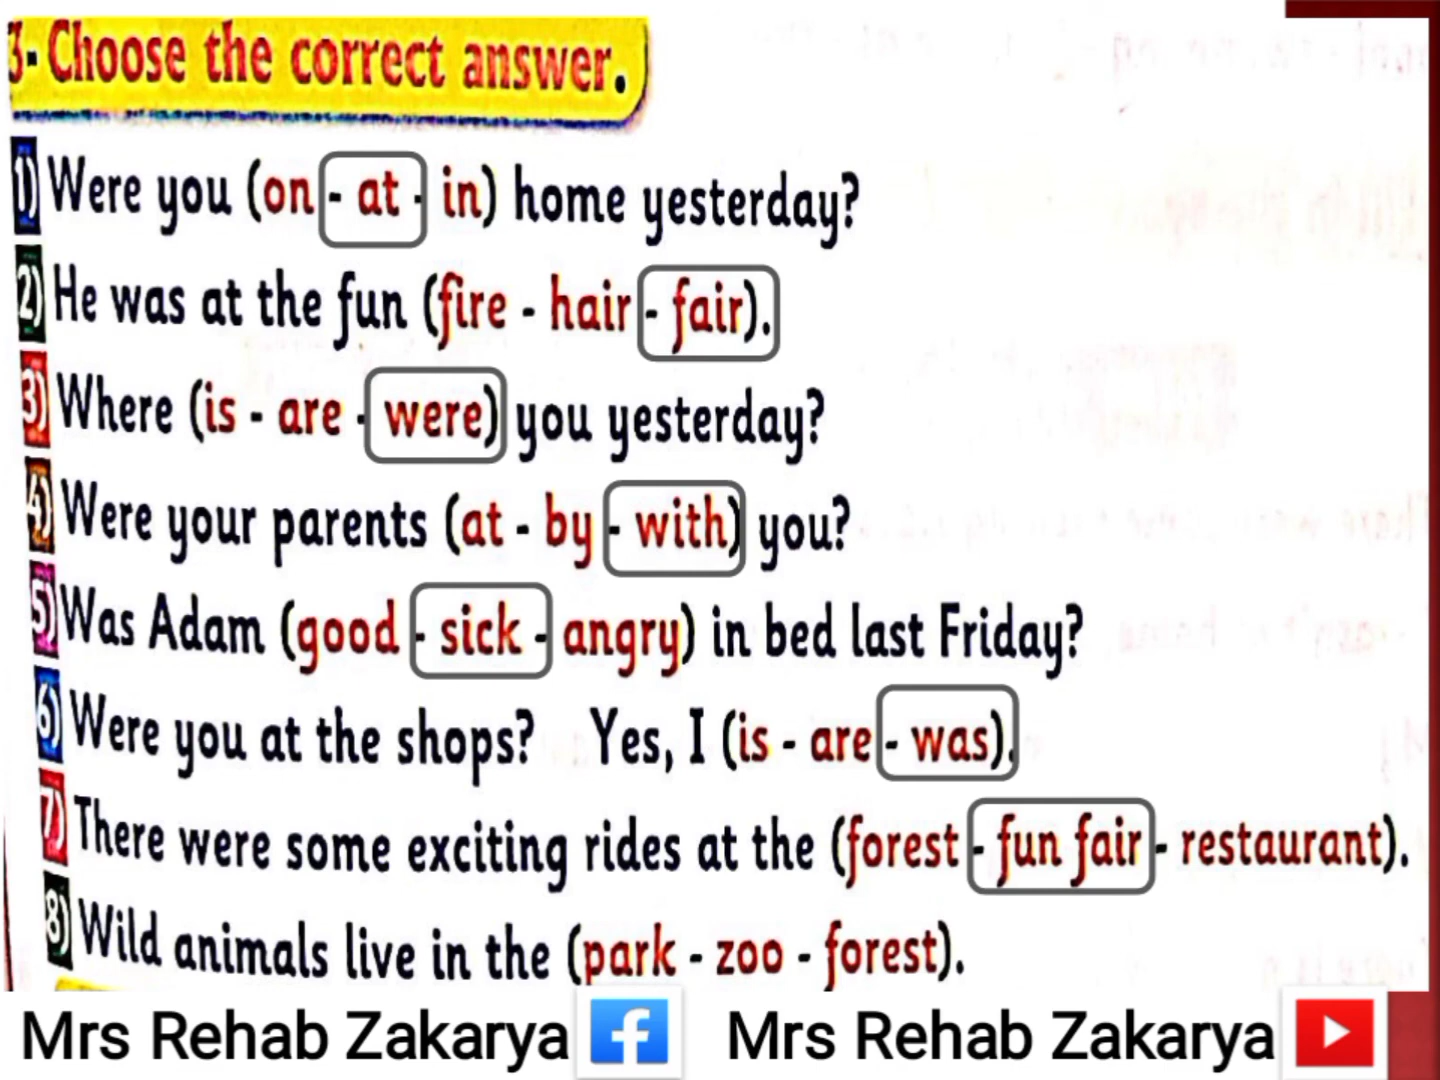 3- Choose the correct answer.
1) Were you (on - at - in) home yesterday?
2) He was at the fun (fire - hair - fair).
3) Where (is - are - were) you yesterday?
4) Were your parents (at - by - with) you?
5) Was Adam (good - sick - angry) in bed last Friday?
6) Were you at the shops? Yes, I (is - are - was).
7) There were some exciting rides at the (forest - fun fair - restaurant).
8) Wild animals live in the (park - zoo - forest).
Mrs Rehab Zakarya f Mrs Rehab Zakarya